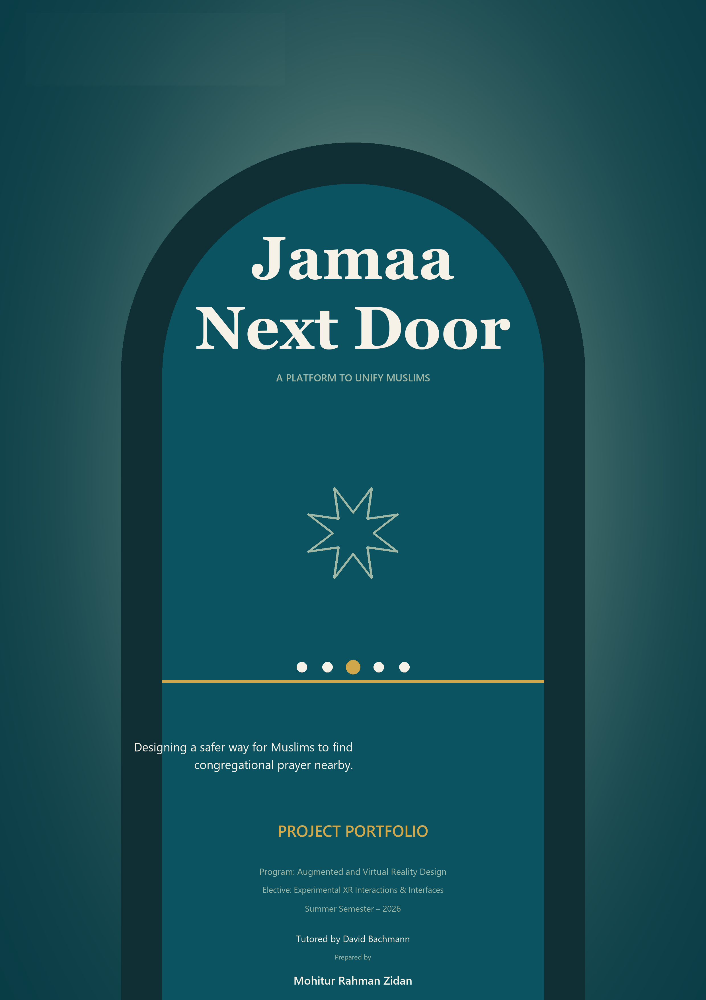 Jamaa
Next Door
A PLATFORM TO UNIFY MUSLIMS
Designing a safer way for Muslims to find
congregational prayer nearby.
PROJECT PORTFOLIO
Program: Augmented and Virtual Reality Design
Elective: Experimental XR Interactions & Interfaces
Summer Semester – 2026
Tutored by David Bachmann
Prepared by
Mohitur Rahman Zidan